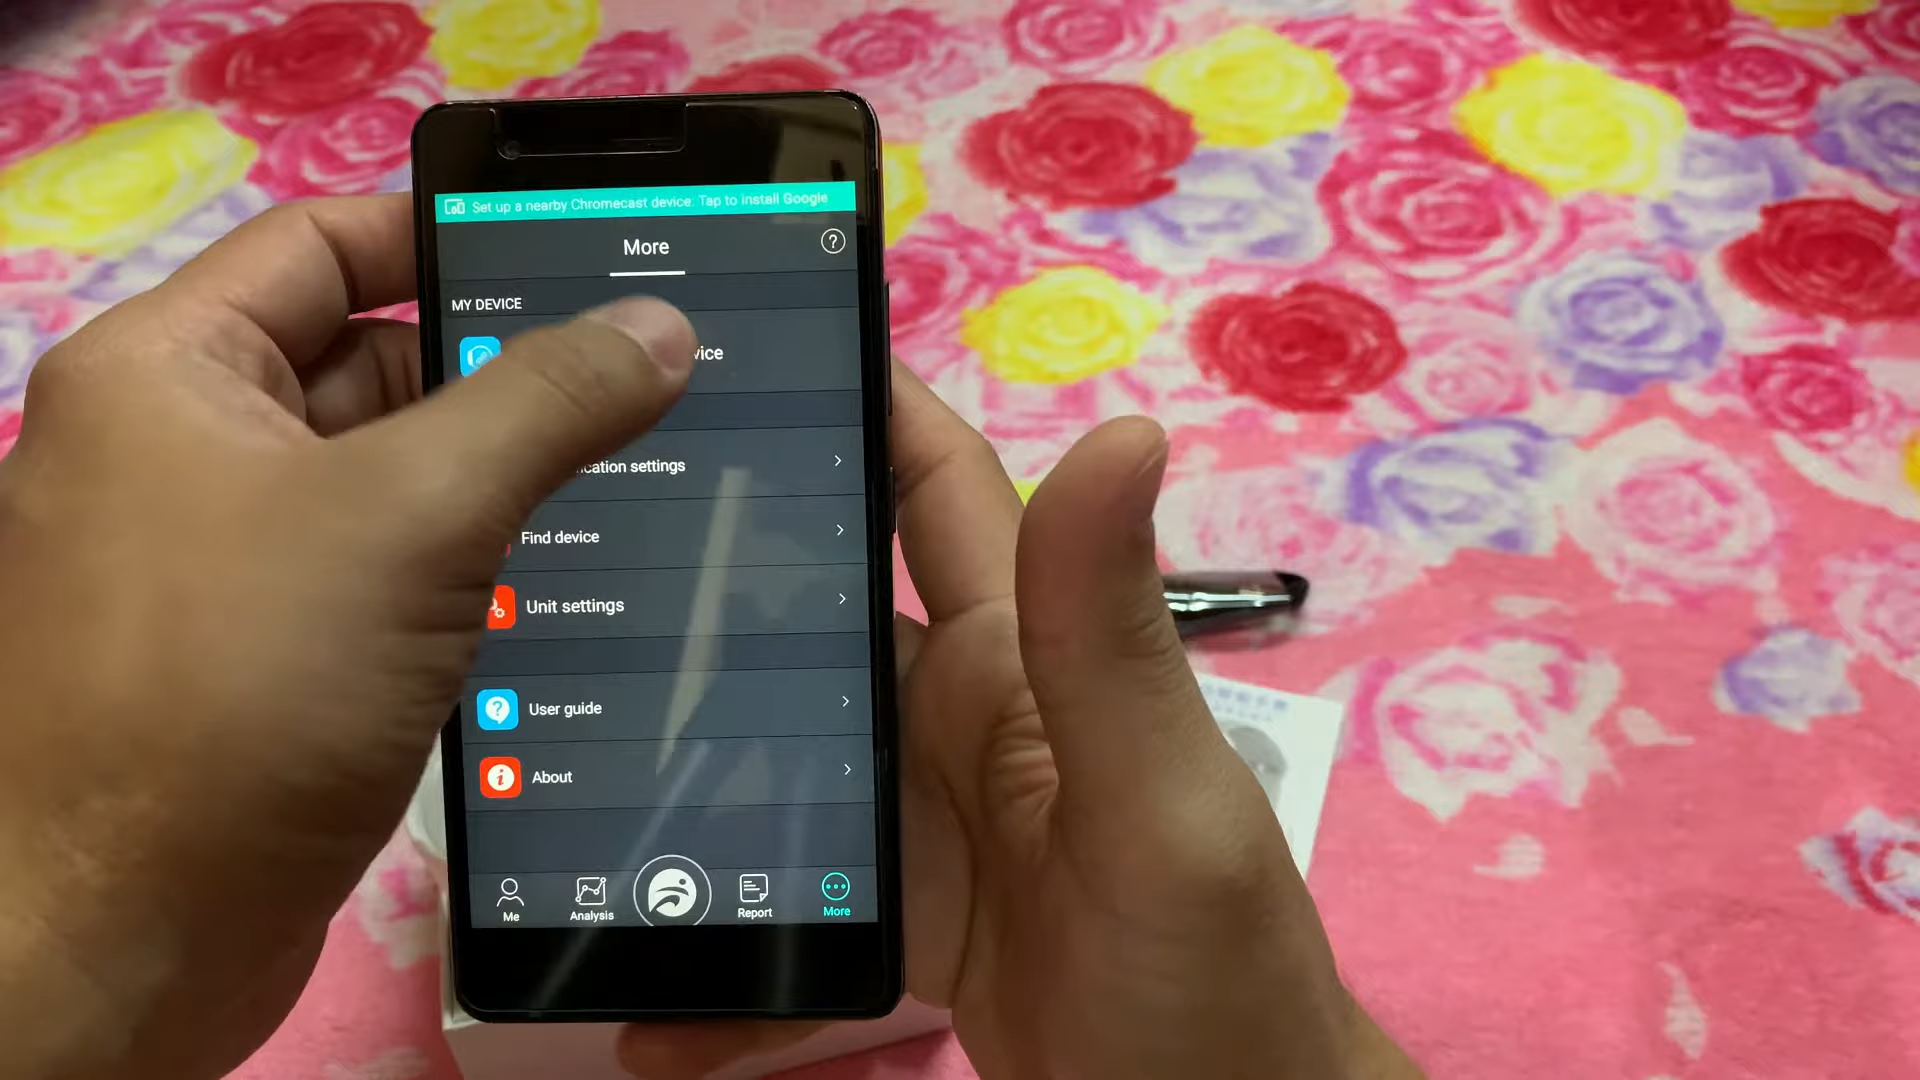 Set up a nearby Chromecast device: Tap to install Google
More
?
MY DEVICE
vice
ication settings
Find device
Unit settings
User guide
About
Me
Analysis
Report
More